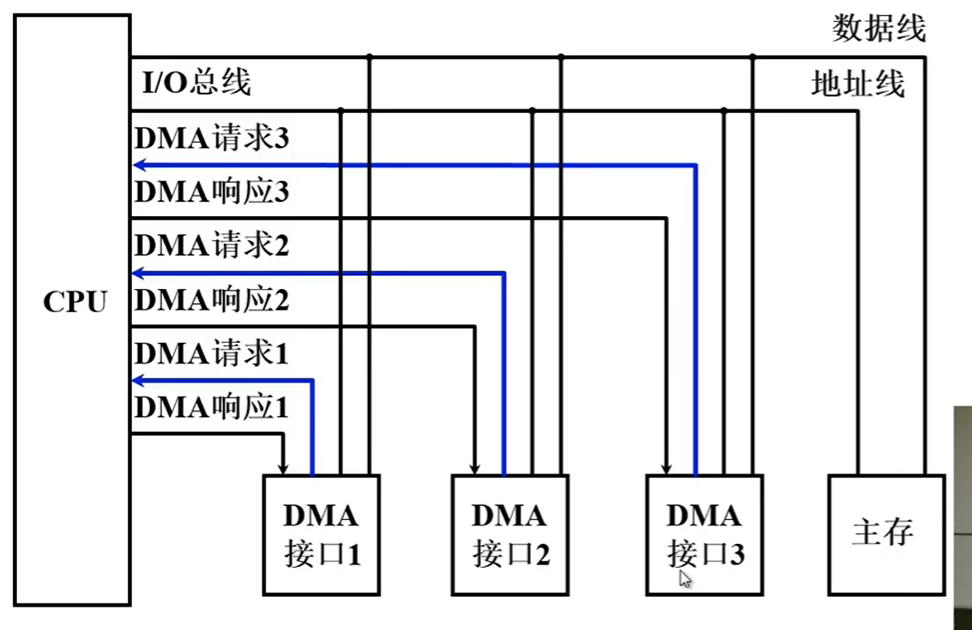 数据线
I/O总线
地址线
DMA请求3
DMA响应3
DMA请求2
CPU
DMA响应2
DMA请求1
DMA响应1
DMA
接口1
DMA
接口2
DMA
接口3
主存